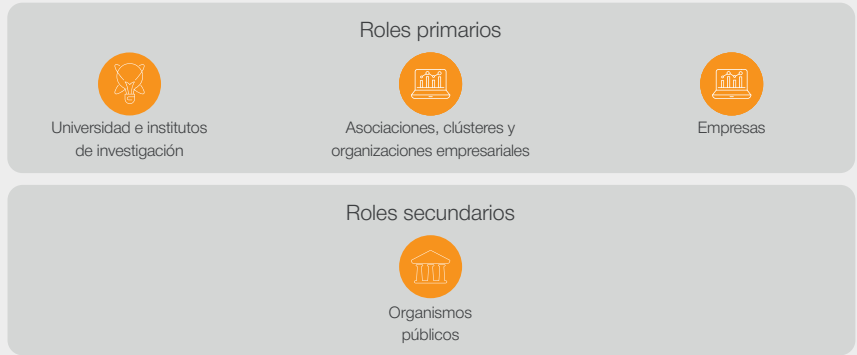 Roles primarios
Universidad e institutos
de investigación
Asociaciones, clústeres y
organizaciones empresariales
Empresas
Roles secundarios
Organismos
públicos